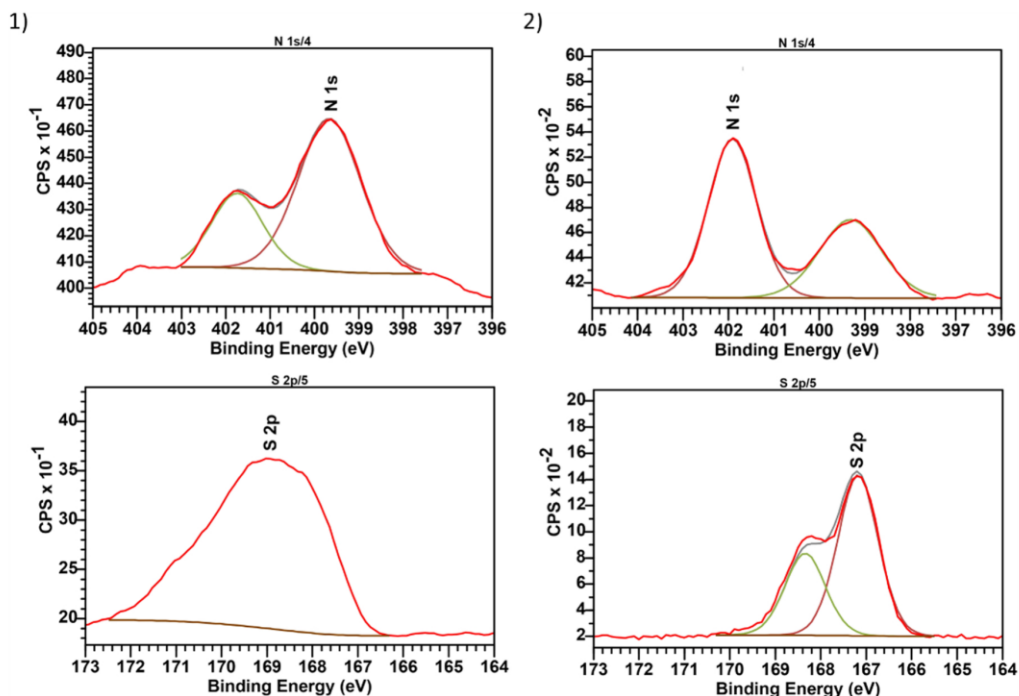 1)
N 1s/4
490
480
470
460
450
440
430
420
410
400
CPS x 10⁻¹
N 1s
405 404 403 402 401 400 399 398 397 396
Binding Energy (eV)
2)
N 1s/4
60
58
54
50
46
42
CPS x 10⁻²
N 1s
405 404 403 402 401 400 399 398 397 396
Binding Energy (eV)
S 2p/5
40
35
30
25
20
CPS x 10⁻¹
S 2p
173 172 171 170 169 168 167 166 165 164
Binding Energy (eV)
S 2p/5
20
18
16
14
12
10
8
6
4
2
CPS x 10⁻²
S 2p
173 172 171 170 169 168 167 166 165 164
Binding Energy (eV)